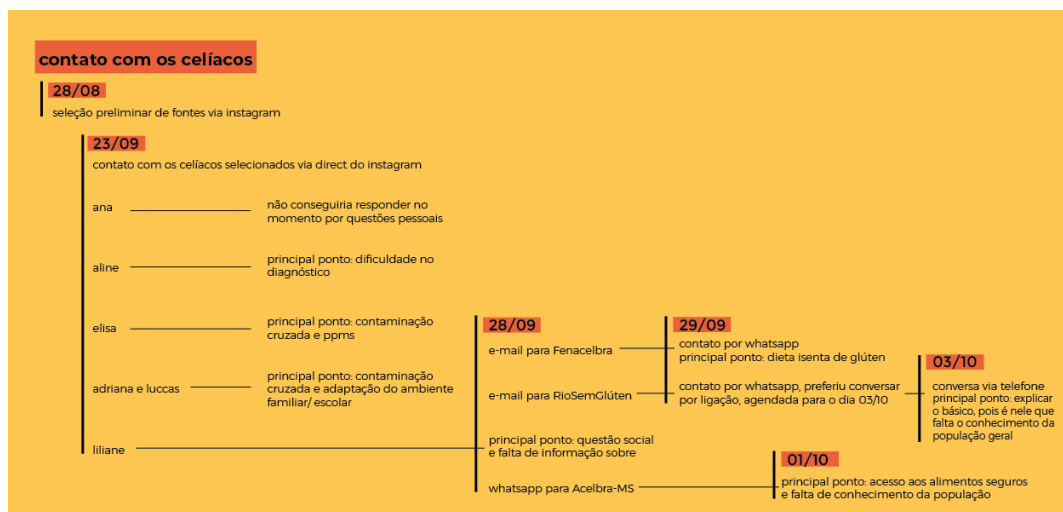 contato com os celíacos
28/08
seleção preliminar de fontes via instagram
23/09
contato com os celíacos selecionados via direct do instagram
ana
não conseguiria responder no
momento por questões pessoais
aline
principal ponto: dificuldade no
diagnóstico
elisa
principal ponto: contaminação
cruzada e ppms
adriana e luccas
principal ponto: contaminação
cruzada e adaptação do ambiente
familiar/ escolar
liliane
28/09
e-mail para Fenacelbra
e-mail para RioSemGlúten
principal ponto: questão social
e falta de informação sobre
whatsapp para Acelbra-MS
29/09
contato por whatsapp
principal ponto: dieta isenta de glúten
contato por whatsapp, preferiu conversar
por ligação, agendada para o dia 03/10
03/10
conversa via telefone
principal ponto: explicar
o básico, pois é nele que
falta o conhecimento da
população geral
01/10
principal ponto: acesso aos alimentos seguros
e falta de conhecimento da população